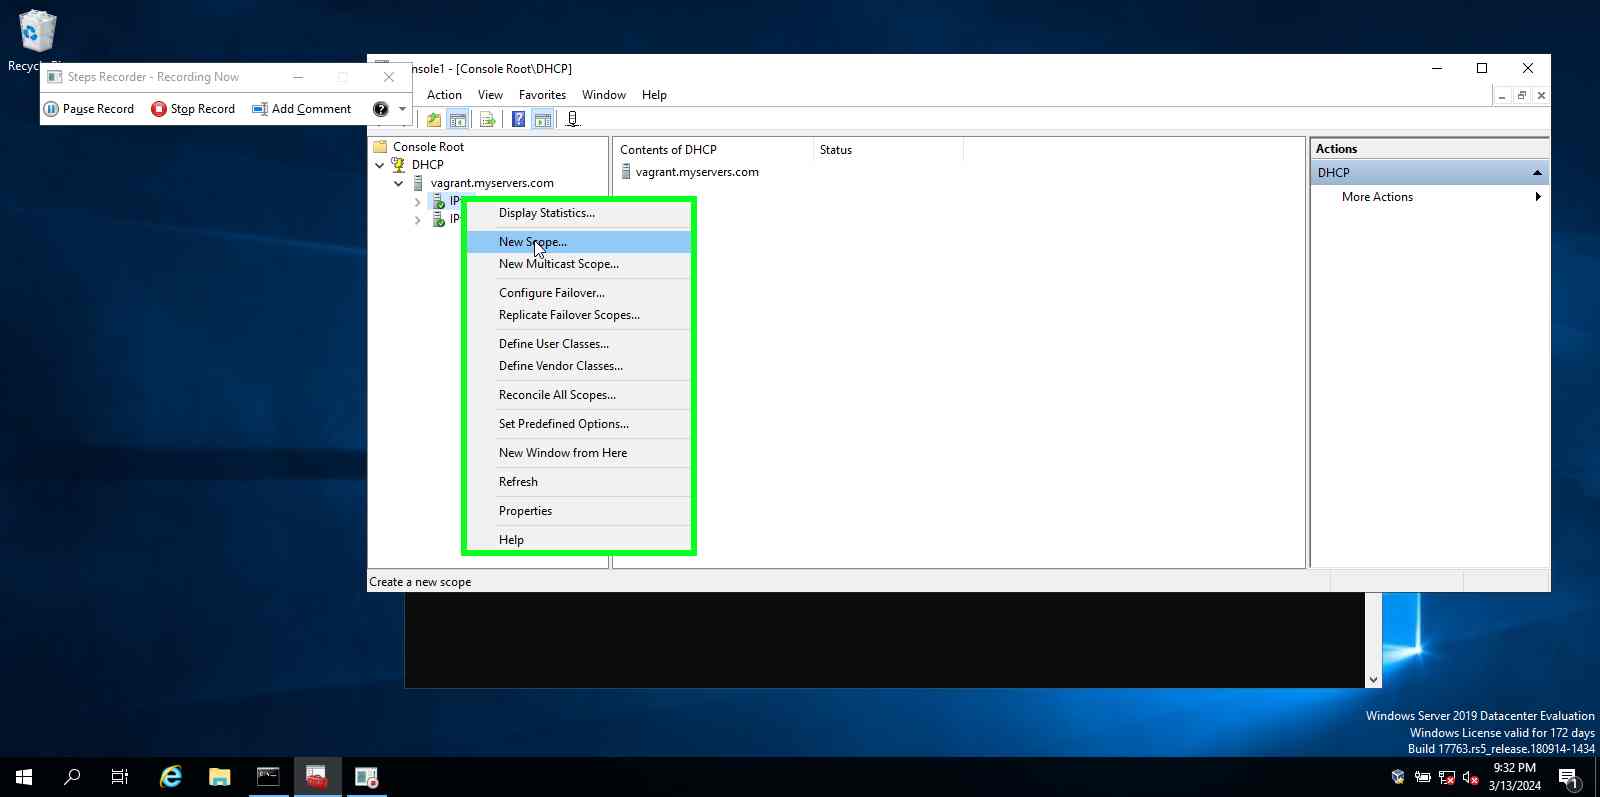 Steps Recorder - Recording Now
Pause Record
Stop Record
Add Comment
[Console Root\DHCP]
Action
View
Favorites
Window
Help
Console Root
DHCP
vagrant.myservers.com
Contents of DHCP
Status
vagrant.myservers.com
Actions
DHCP
More Actions
Display Statistics...
New Scope...
New Multicast Scope...
Configure Failover...
Replicate Failover Scopes...
Define User Classes...
Define Vendor Classes...
Reconcile All Scopes...
Set Predefined Options...
New Window from Here
Refresh
Properties
Help
Create a new scope
Windows Server 2019 Datacenter Evaluation
Windows License valid for 172 days
Build 17763.rs5_release.180914-1434
9:32 PM
3/13/2024
1